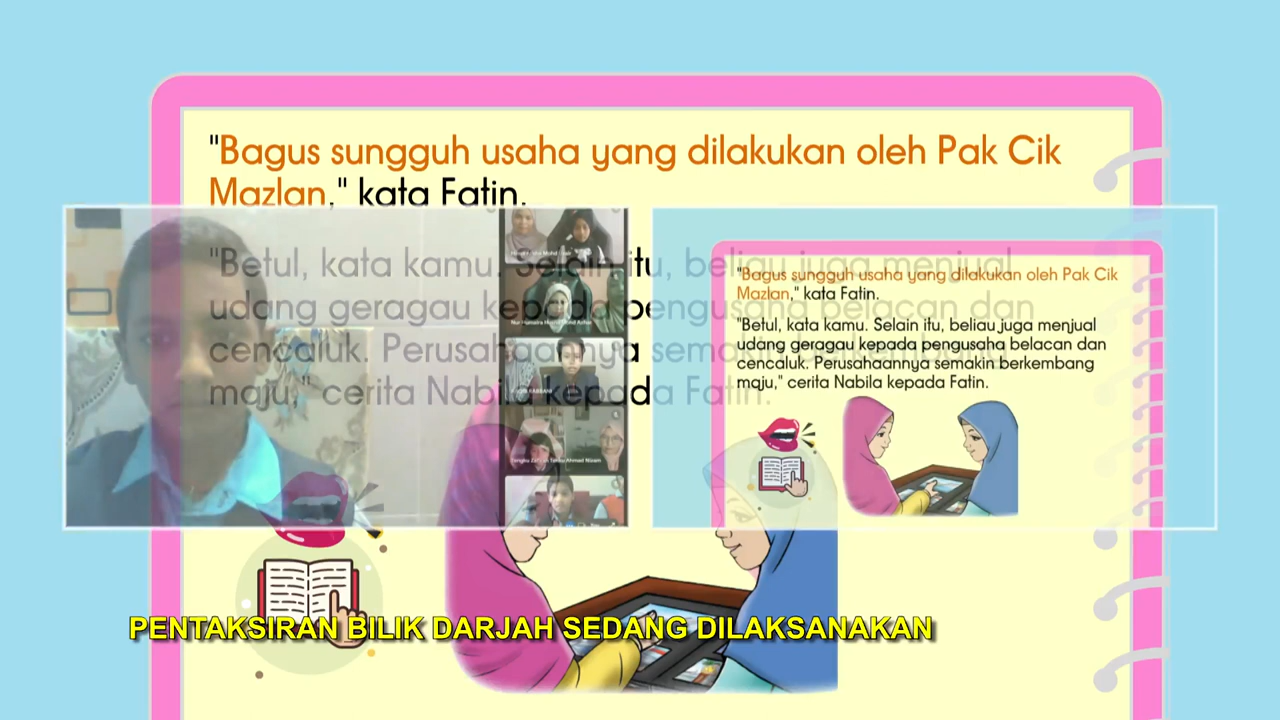 "Bagus sungguh usaha yang dilakukan oleh Pak Cik
Mazlan," kata Fatin.
"Betul, kata kamu. Selain itu, beliau juga menjual
udang geragau kepada pengusaha belacan dan
cencaluk. Perusahaannya semakin berkembang
maju," cerita Nabila kepada Fatin.
"Bagus sungguh usaha yang dilakukan oleh Pak Cik
Mazlan," kata Fatin.
"Betul, kata kamu. Selain itu, beliau juga menjual
udang geragau kepada pengusaha belacan dan
cencaluk. Perusahaannya semakin berkembang
maju," cerita Nabila kepada Fatin.
PENTAKSIRAN BILIK DARJAH SEDANG DILAKSANAKAN